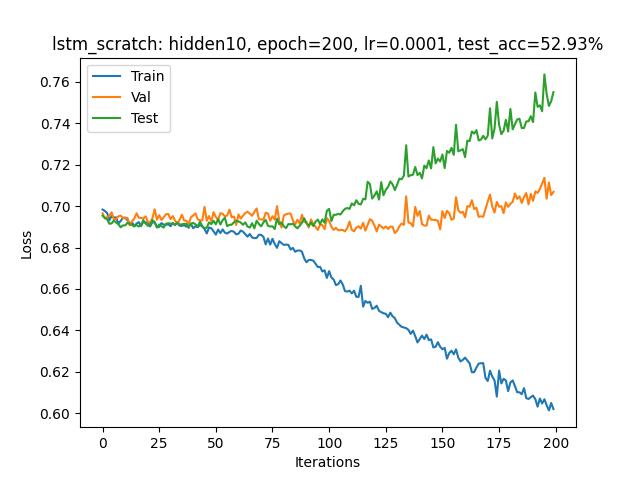 lstm_scratch: hidden10, epoch=200, lr=0.0001, test_acc=52.93%
Train
Val
Test
0.76
0.74
0.72
0.70
0.68
0.66
0.64
0.62
0.60
Loss
0 25 50 75 100 125 150 175 200
Iterations